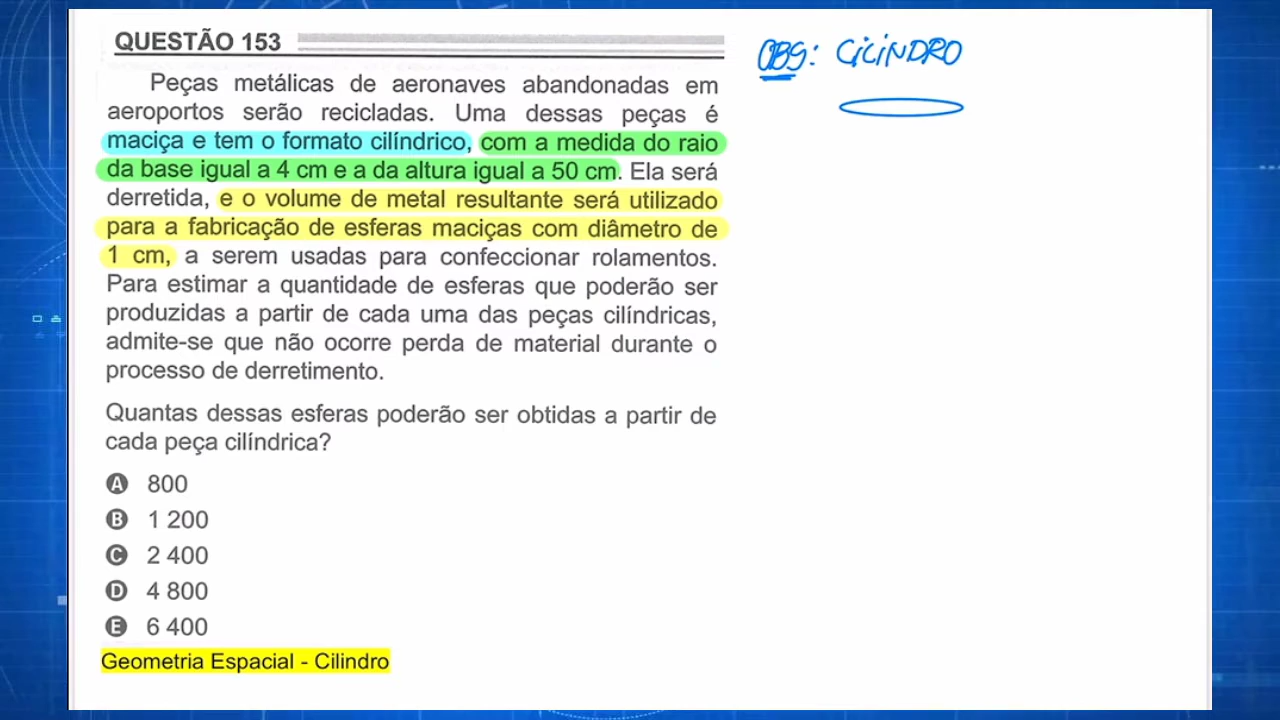 QUESTÃO 153
Peças metálicas de aeronaves abandonadas em
aeroportos serão recicladas. Uma dessas peças é
maciça e tem o formato cilíndrico, com a medida do raio
da base igual a 4 cm e a da altura igual a 50 cm. Ela será
derretida, e o volume de metal resultante será utilizado
para a fabricação de esferas maciças com diâmetro de
1 cm, a serem usadas para confeccionar rolamentos.
Para estimar a quantidade de esferas que poderão ser
produzidas a partir de cada uma das peças cilíndricas,
admite-se que não ocorre perda de material durante o
processo de derretimento.
Quantas dessas esferas poderão ser obtidas a partir de
cada peça cilíndrica?
A 800
B 1 200
C 2 400
D 4 800
E 6 400
Geometria Espacial - Cilindro
OBS: CILINDRO